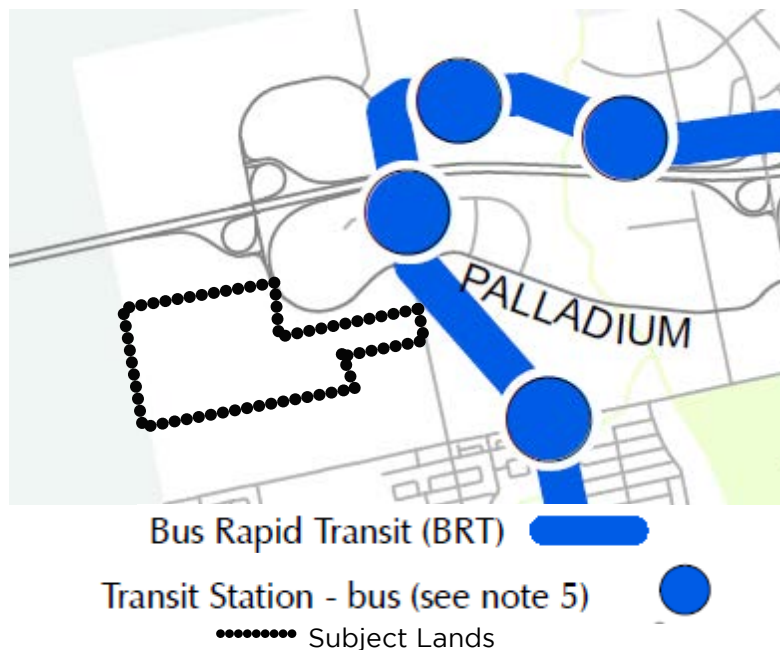 PALLADIUM
Bus Rapid Transit (BRT)
Transit Station - bus (see note 5)
Subject Lands